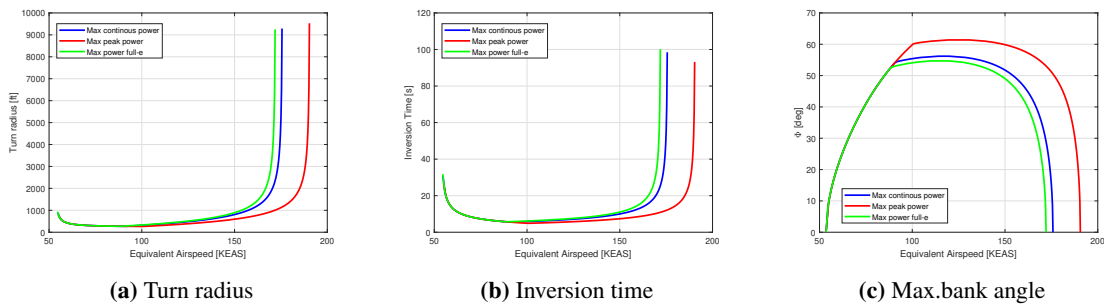 10000
9000
8000
7000
6000
5000
4000
3000
2000
1000
0
Turn radius [ft]
Max continous power
Max peak power
Max power full-e
50
100
150
200
Equivalent Airspeed [KEAS]
(a) Turn radius
120
100
80
60
40
20
0
Inversion Time [s]
Max continous power
Max peak power
Max power full-e
50
100
150
200
Equivalent Airspeed [KEAS]
(b) Inversion time
70
60
50
40
30
20
10
0
Φ [deg]
Max continous power
Max peak power
Max power full-e
50
100
150
200
Equivalent Airspeed [KEAS]
(c) Max.bank angle